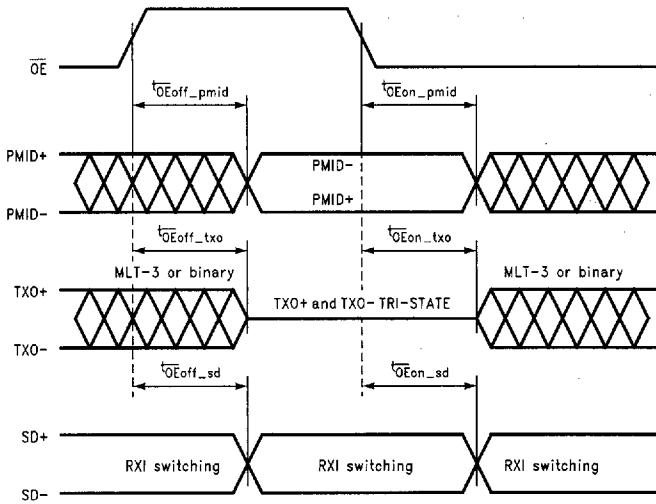 OE
tOEoff_pmid
tOEon_pmid
PMID+
PMID-
PMID-
PMID+
tOEoff_txo
tOEon_txo
MLT-3 or binary
MLT-3 or binary
TXO+
TXO+ and TXO- TRI-STATE
TXO-
tOEoff_sd
tOEon_sd
SD+
RXI switching
RXI switching
RXI switching
SD-